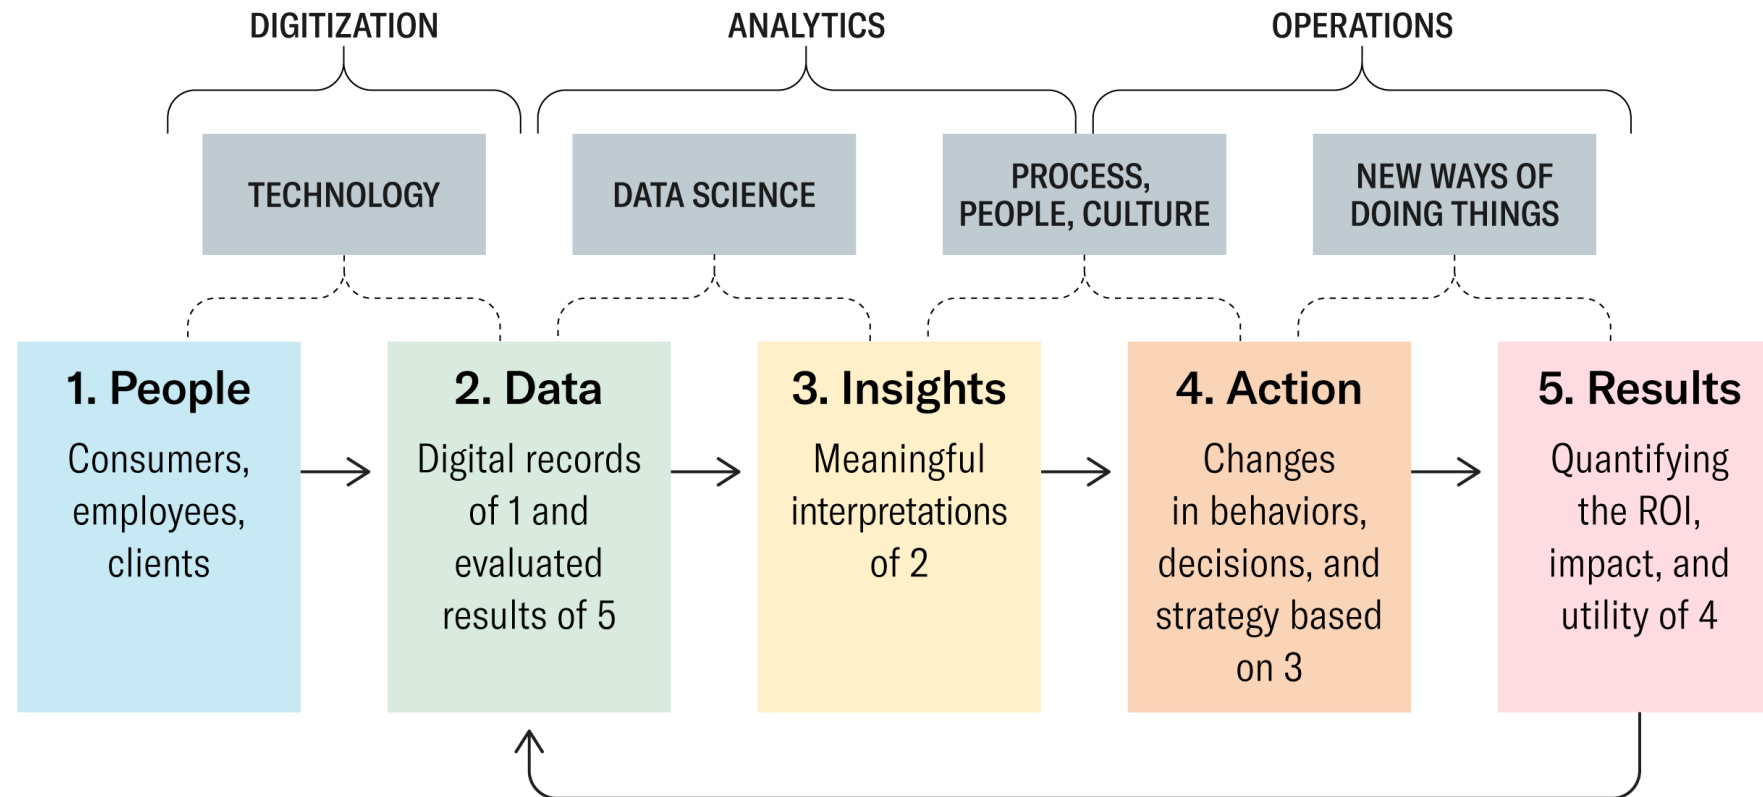 DIGITIZATION
ANALYTICS
OPERATIONS
TECHNOLOGY
DATA SCIENCE
PROCESS,
PEOPLE, CULTURE
NEW WAYS OF
DOING THINGS
1. People
Consumers,
employees,
clients
2. Data
Digital records
of 1 and
evaluated
results of 5
3. Insights
Meaningful
interpretations
of 2
4. Action
Changes
in behaviors,
decisions, and
strategy based
on 3
5. Results
Quantifying
the ROI,
impact, and
utility of 4